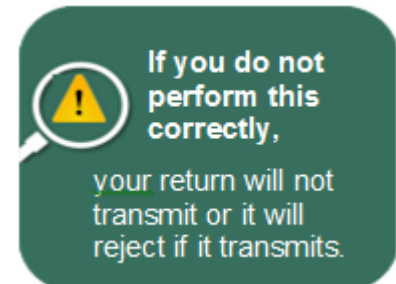 If you do not
perform this
correctly,
your return will not
transmit or it will
reject if it transmits.